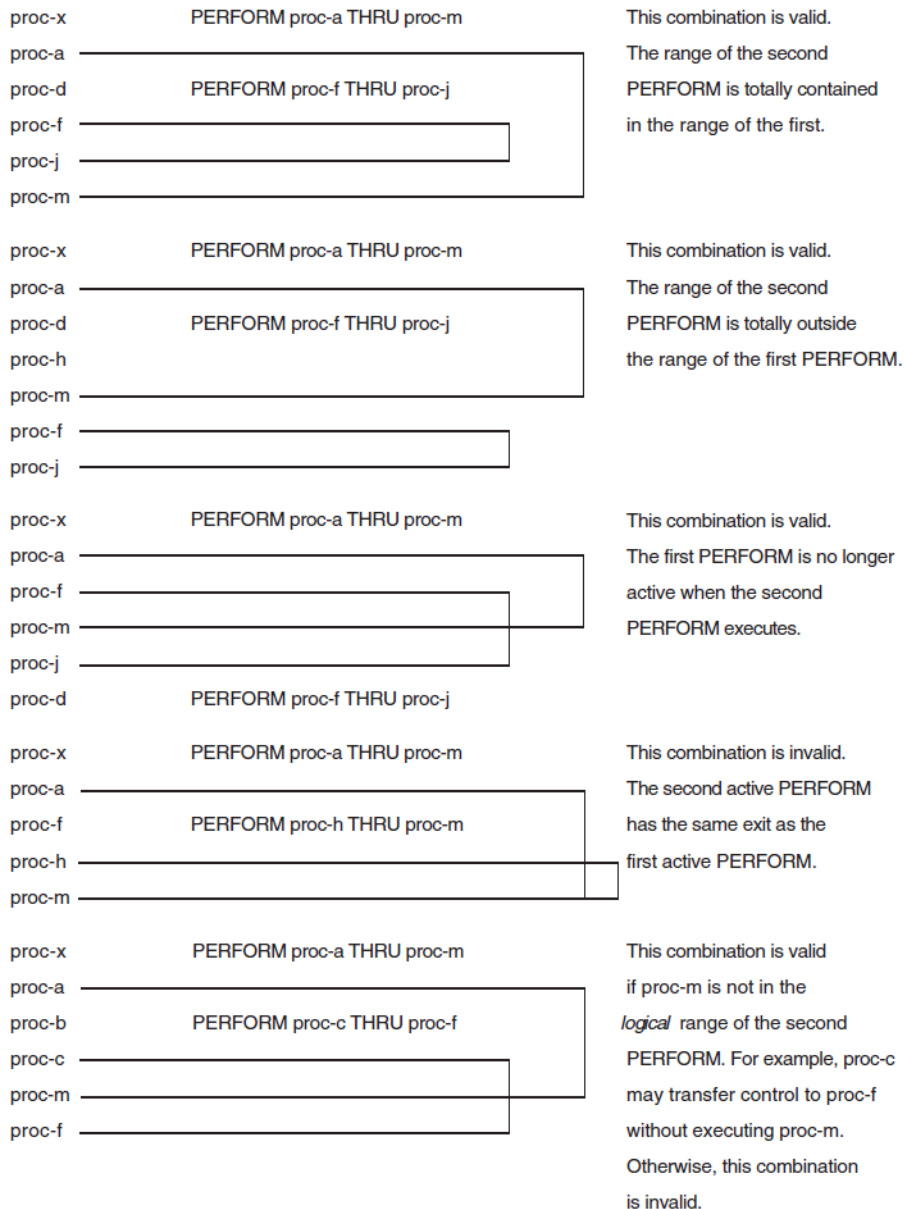 proc-x PERFORM proc-a THRU proc-m This combination is valid.
proc-a The range of the second
proc-d PERFORM proc-f THRU proc-j PERFORM is totally contained
proc-f in the range of the first.
proc-j
proc-m
proc-x PERFORM proc-a THRU proc-m This combination is valid.
proc-a The range of the second
proc-d PERFORM proc-f THRU proc-j PERFORM is totally outside
proc-h the range of the first PERFORM.
proc-m
proc-f
proc-j
proc-x PERFORM proc-a THRU proc-m This combination is valid.
proc-a The first PERFORM is no longer
proc-f active when the second
proc-m PERFORM executes.
proc-j
proc-d PERFORM proc-f THRU proc-j
proc-x PERFORM proc-a THRU proc-m This combination is invalid.
proc-a The second active PERFORM
proc-f PERFORM proc-h THRU proc-m has the same exit as the
proc-h first active PERFORM.
proc-m
proc-x PERFORM proc-a THRU proc-m This combination is valid
proc-a if proc-m is not in the
proc-b PERFORM proc-c THRU proc-f logical range of the second
proc-c PERFORM. For example, proc-c
proc-m may transfer control to proc-f
proc-f without executing proc-m.
Otherwise, this combination
is invalid.